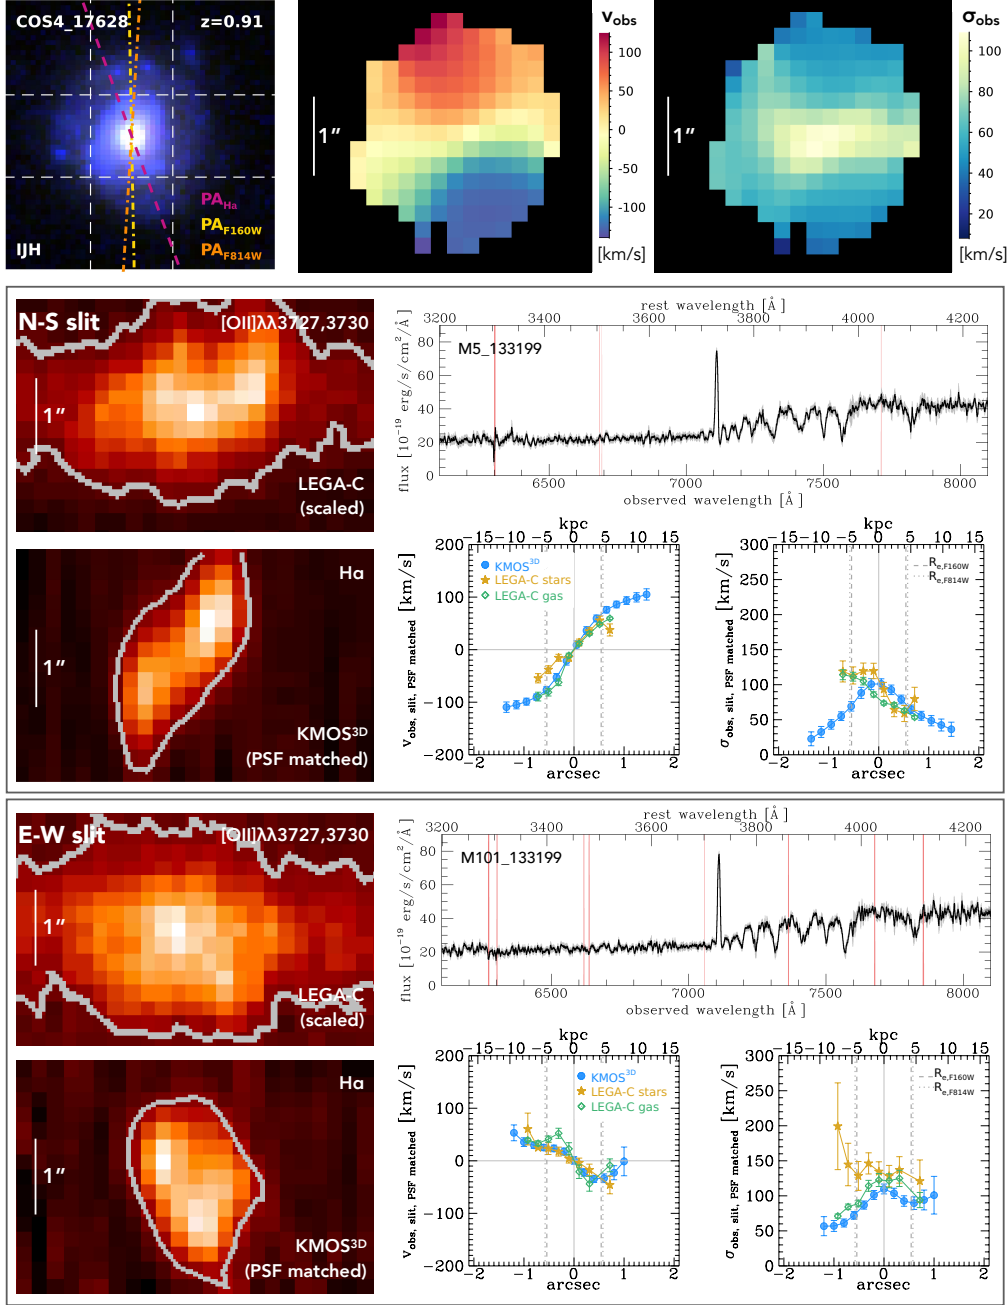 COS4_17628 z=0.91
PA_Ha
PA_F160W
PA_F814W
IJH
v_obs
1”
100
50
0
-50
-100
[km/s]
σ_obs
1”
100
80
60
40
20
[km/s]
N-S slit
[OII]λλ3727,3730
1”
LEGA-C
(scaled)
rest wavelength [Å]
3200 3400 3600 3800 4000 4200
M5_133199
flux [10⁻¹⁹ erg/s/cm²/Å]
80
60
40
20
0
6500 7000 7500 8000
observed wavelength [Å]
Hα
1”
KMOS³ᴰ
(PSF matched)
kpc
-15 -10 -5 0 5 10 15
KMOS³ᴰ
LEGA-C stars
LEGA-C gas
v_obs, slit, PSF matched [km/s]
200
100
0
-100
-200
-2 -1 0 1 2
arcsec
kpc
-15 -10 -5 0 5 10 15
R_e,F160W
R_e,F814W
σ_obs, slit, PSF matched [km/s]
300
250
200
150
100
50
0
-2 -1 0 1 2
arcsec
E-W slit
[OII]λλ3727,3730
1”
LEGA-C
(scaled)
rest wavelength [Å]
3200 3400 3600 3800 4000 4200
M101_133199
flux [10⁻¹⁹ erg/s/cm²/Å]
80
60
40
20
0
6500 7000 7500 8000
observed wavelength [Å]
Hα
1”
KMOS³ᴰ
(PSF matched)
kpc
-15 -10 -5 0 5 10 15
KMOS³ᴰ
LEGA-C stars
LEGA-C gas
v_obs, slit, PSF matched [km/s]
200
100
0
-100
-200
-2 -1 0 1 2
arcsec
kpc
-15 -10 -5 0 5 10 15
R_e,F160W
R_e,F814W
σ_obs, slit, PSF matched [km/s]
300
250
200
150
100
50
0
-2 -1 0 1 2
arcsec